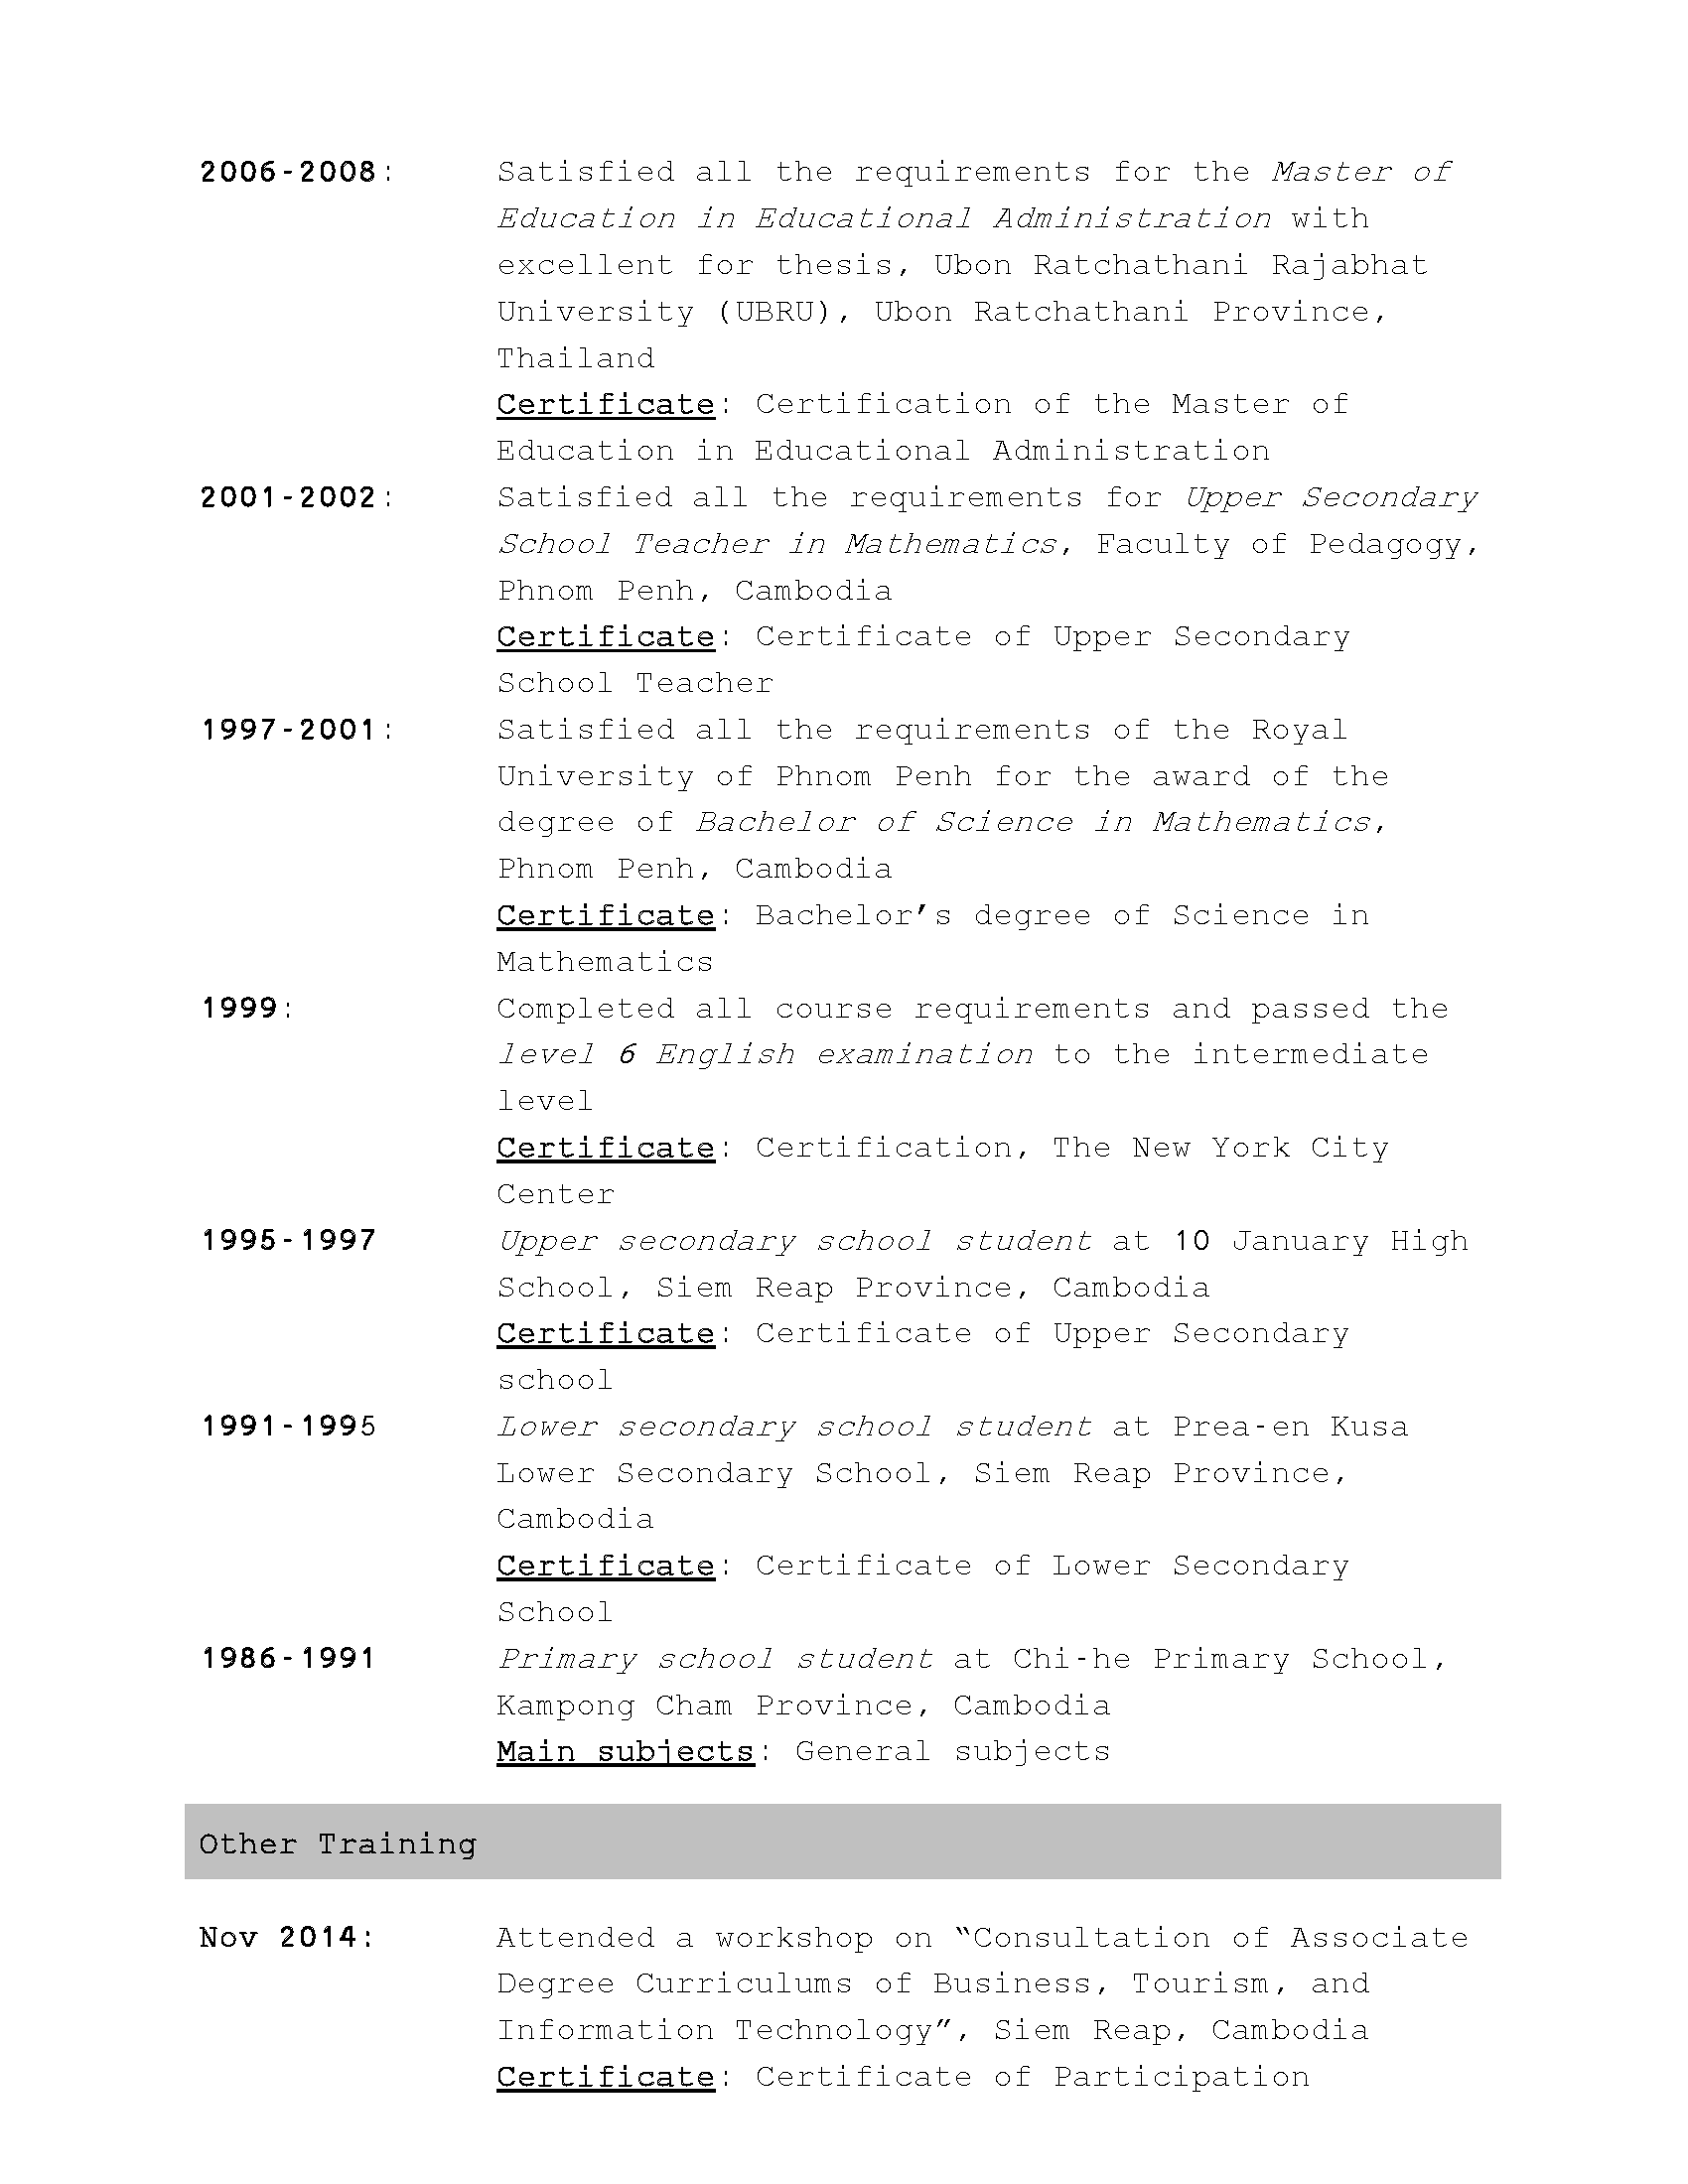 2006-2008: Satisfied all the requirements for the Master of
Education in Educational Administration with
excellent for thesis, Ubon Ratchathani Rajabhat
University (UBRU), Ubon Ratchathani Province,
Thailand
Certificate: Certification of the Master of
Education in Educational Administration
2001-2002: Satisfied all the requirements for Upper Secondary
School Teacher in Mathematics, Faculty of Pedagogy,
Phnom Penh, Cambodia
Certificate: Certificate of Upper Secondary
School Teacher
1997-2001: Satisfied all the requirements of the Royal
University of Phnom Penh for the award of the
degree of Bachelor of Science in Mathematics,
Phnom Penh, Cambodia
Certificate: Bachelor’s degree of Science in
Mathematics
1999: Completed all course requirements and passed the
level 6 English examination to the intermediate
level
Certificate: Certification, The New York City
Center
1995-1997 Upper secondary school student at 10 January High
School, Siem Reap Province, Cambodia
Certificate: Certificate of Upper Secondary
school
1991-1995 Lower secondary school student at Prea-en Kusa
Lower Secondary School, Siem Reap Province,
Cambodia
Certificate: Certificate of Lower Secondary
School
1986-1991 Primary school student at Chi-he Primary School,
Kampong Cham Province, Cambodia
Main subjects: General subjects
Other Training
Nov 2014: Attended a workshop on “Consultation of Associate
Degree Curriculums of Business, Tourism, and
Information Technology”, Siem Reap, Cambodia
Certificate: Certificate of Participation